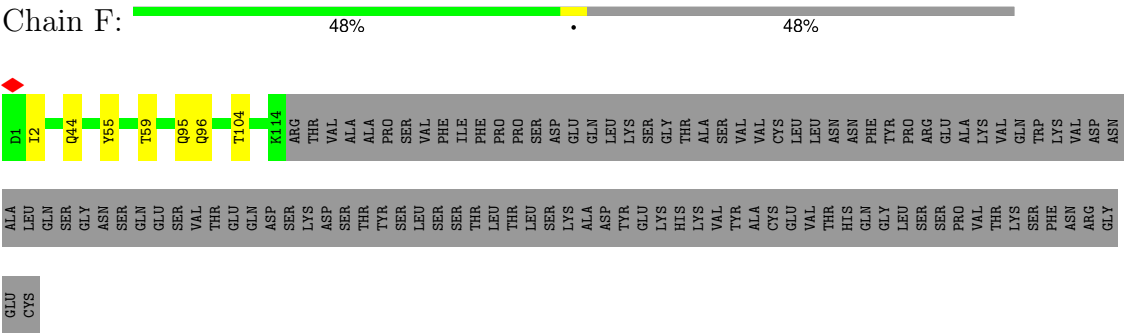 Chain F:
48% • 48%
D1 I2 Q44 Y55 T59 Q95 Q96 T104 K114 ARG THR VAL ALA ALA PRO SER VAL PHE ILE PHE PRO PRO SER ASP GLU GLN LEU LYS SER GLY THR ALA SER VAL VAL CYS LEU LEU ASN ASN PHE TYR PRO ARG GLU ALA LYS VAL GLN TRP LYS VAL ASP ASN
ALA LEU GLN SER GLY ASN SER GLN GLU SER VAL THR GLU GLN ASP SER LYS ASP SER THR TYR SER LEU SER SER THR LEU THR LEU SER LYS ALA ASP TYR GLU LYS HIS LYS VAL TYR ALA CYS GLU VAL THR HIS GLN GLY LEU SER SER PRO VAL THR LYS SER PHE ASN ARG GLY
GLU CYS